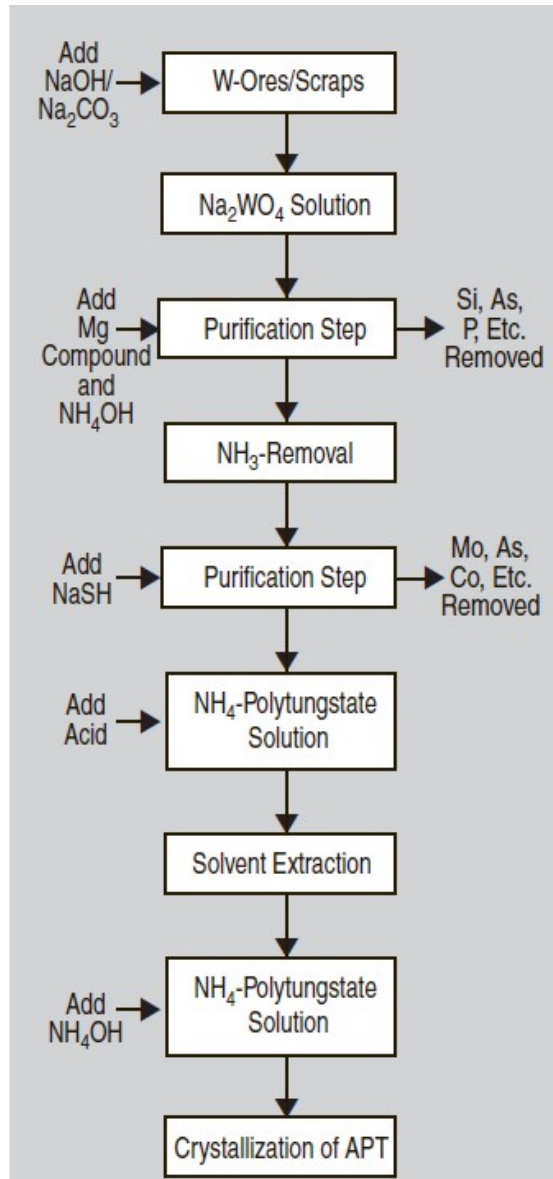 Add
NaOH/
Na₂CO₃
W-Ores/Scraps
Na₂WO₄ Solution
Add
Mg
Compound
and
NH₄OH
Purification Step
Si, As,
P, Etc.
Removed
NH₃-Removal
Add
NaSH
Purification Step
Mo, As,
Co, Etc.
Removed
Add
Acid
NH₄-Polytungstate
Solution
Solvent Extraction
Add
NH₄OH
NH₄-Polytungstate
Solution
Crystallization of APT